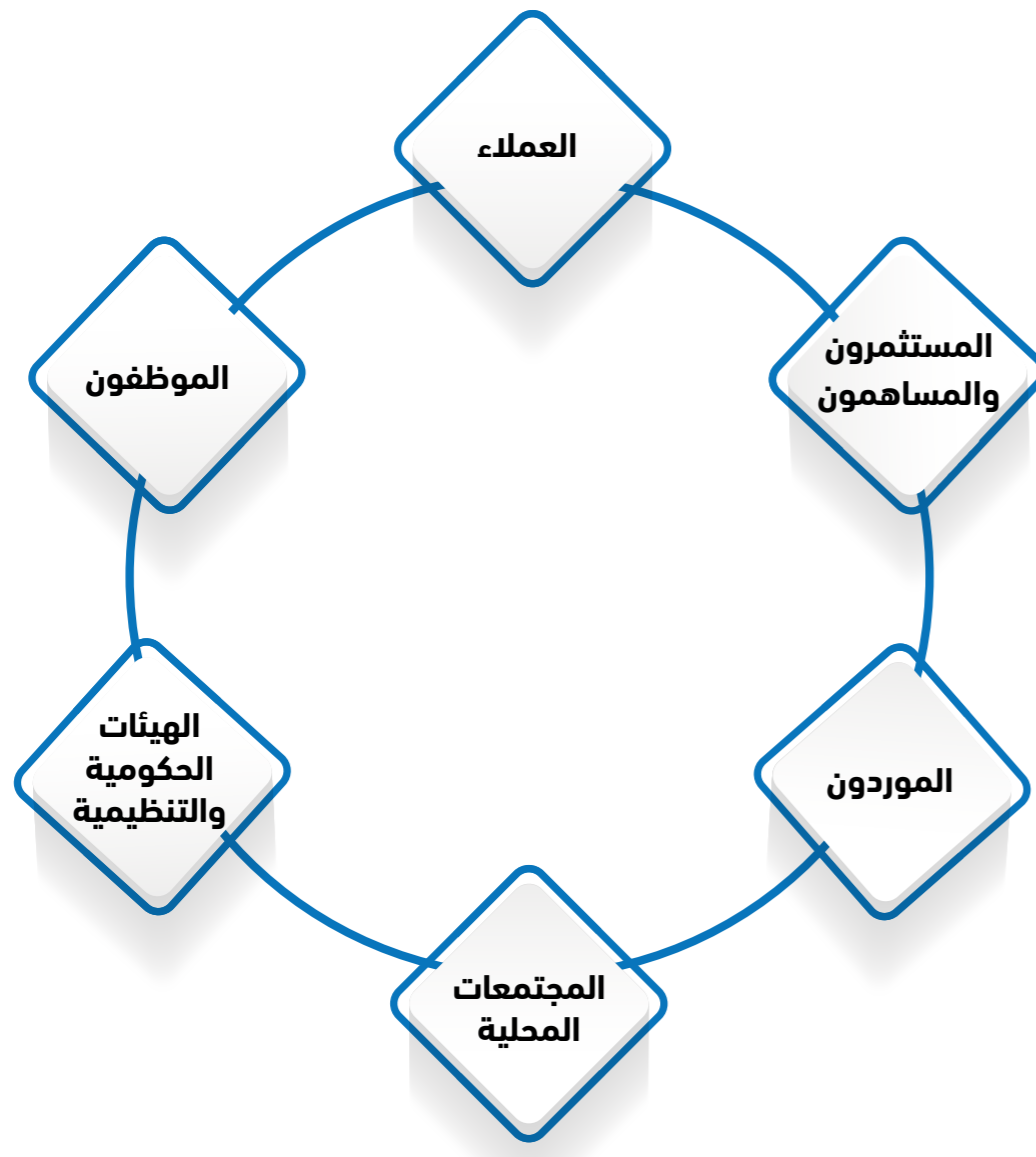 العملاء
المستثمرون
والمساهمون
الموظفون
الموردون
الهيئات
الحكومية
والتنظيمية
المجتمعات
المحلية